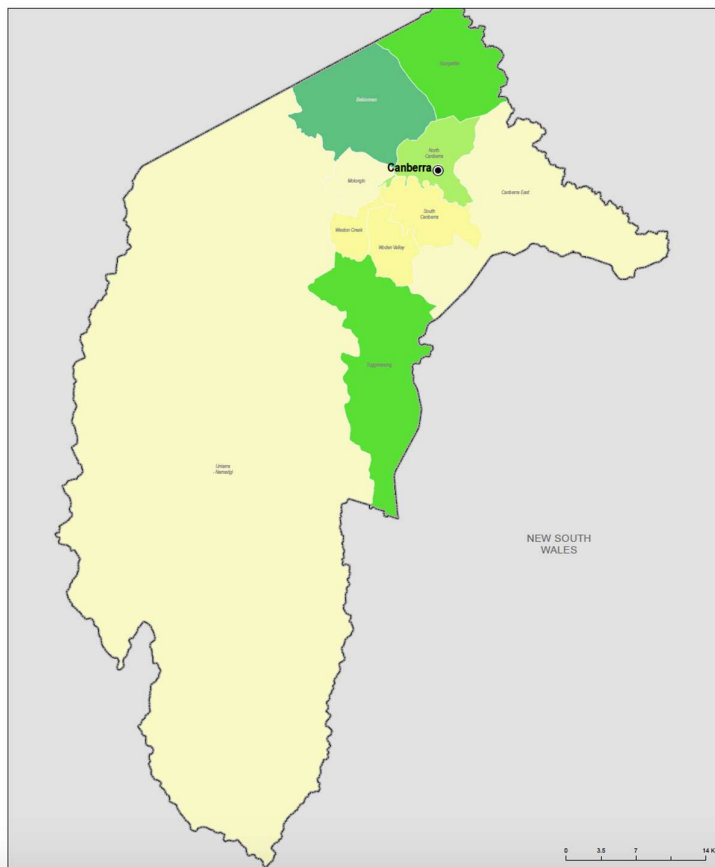 Gungahlin
Belconnen
North
Canberra
Canberra
Molonglo
Canberra East
South
Canberra
Weston Creek
Woden Valley
Tuggeranong
Uriarra
- Namadgi
NEW SOUTH
WALES
0 3.5 7 14 K